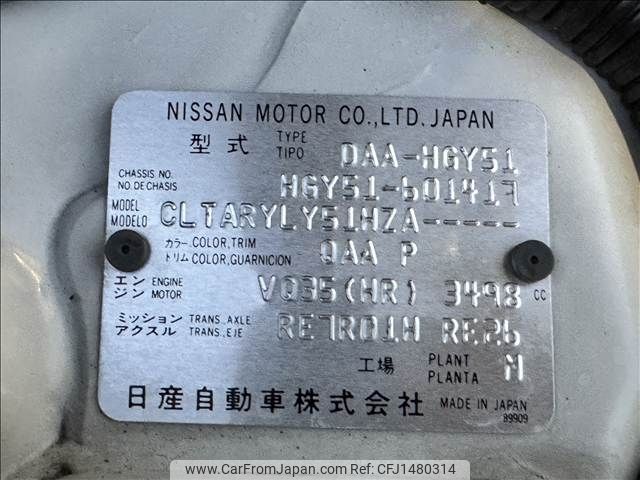 NISSAN MOTOR CO.,LTD. JAPAN
型式 TYPE TIPO DAA-HGY51
CHASSIS NO. NO DE CHASIS HGY51-601417
MODEL MODELO CLTARYLY51HZA-----
カラー トリム COLOR,TRIM COLOR,GUARNICION QAA P
エンジン ENGINE MOTOR VQ35(HR) 3498 CC
ミッション アクスル TRANS.,AXLE TRANS.,EJE RE7R01H RE26
工場 PLANT PLANTA M
日産自動車株式会社 MADE IN JAPAN
89909
www.CarFromJapan.com - CFJ1480314